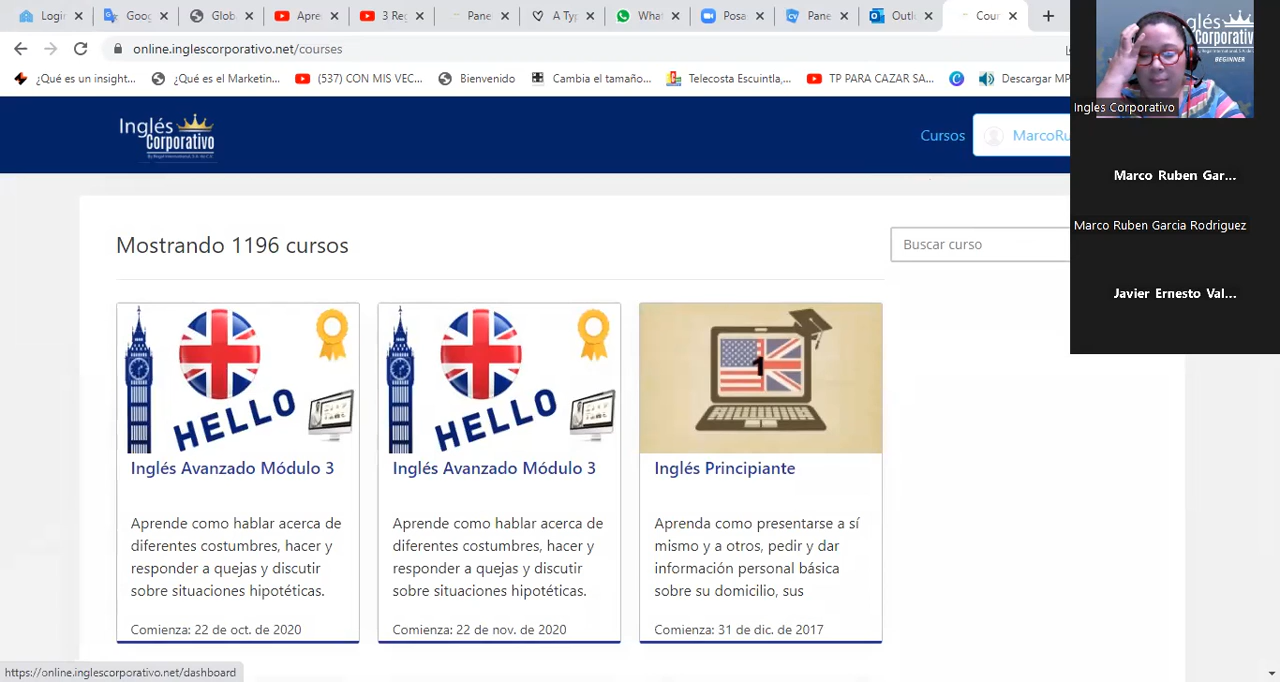 Login
Goog
Glob
Apre
3 Reg
Pane
A Typ
What
Posa
Pane
Outlo
Cour
online.inglescorporativo.net/courses
¿Qué es un insight...
¿Qué es el Marketin...
(537) CON MIS VEC...
Bienvenido
Cambia el tamaño...
Telecosta Escuintla,...
TP PARA CAZAR SA...
Descargar MP
Inglés
Corporativo
Cursos
MarcoRu
glés
Corporativo
BEGINNER
Ingles Corporativo
Marco Ruben Gar...
Marco Ruben Garcia Rodriguez
Javier Ernesto Val...
Mostrando 1196 cursos
Buscar curso
HELLO
HELLO
1
Inglés Avanzado Módulo 3
Inglés Avanzado Módulo 3
Inglés Principiante
Aprende como hablar acerca de
diferentes costumbres, hacer y
responder a quejas y discutir
sobre situaciones hipotéticas.
Aprende como hablar acerca de
diferentes costumbres, hacer y
responder a quejas y discutir
sobre situaciones hipotéticas.
Aprenda como presentarse a sí
mismo y a otros, pedir y dar
información personal básica
sobre su domicilio, sus
Comienza: 22 de oct. de 2020
Comienza: 22 de nov. de 2020
Comienza: 31 de dic. de 2017
https://online.inglescorporativo.net/dashboard